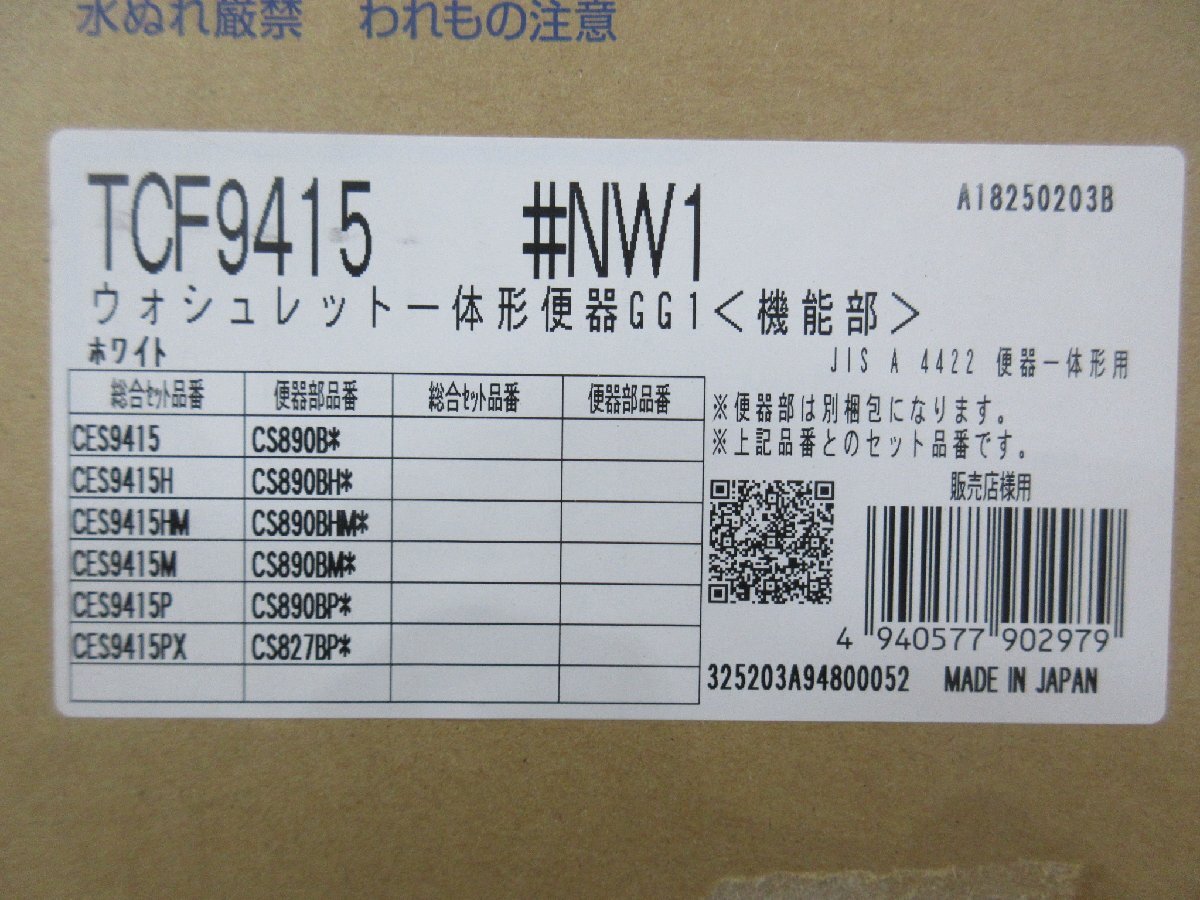 水ぬれ厳禁 われもの注意
TCF9415 #NW1 A18250203B
ウォシュレット一体形便器GG1<機能部>
ホワイト
JIS A 4422 便器一体形用
総合セット品番 便器部品番 総合セット品番 便器部品番
CES9415 CS890B*
CES9415H CS890BH*
CES9415HM CS890BHM*
CES9415M CS890BM*
CES9415P CS890BP*
CES9415PX CS827BP*
※便器部は別梱包になります。
※上記品番とのセット品番です。
販売店様用
4 940577 902979
325203A94800052 MADE IN JAPAN